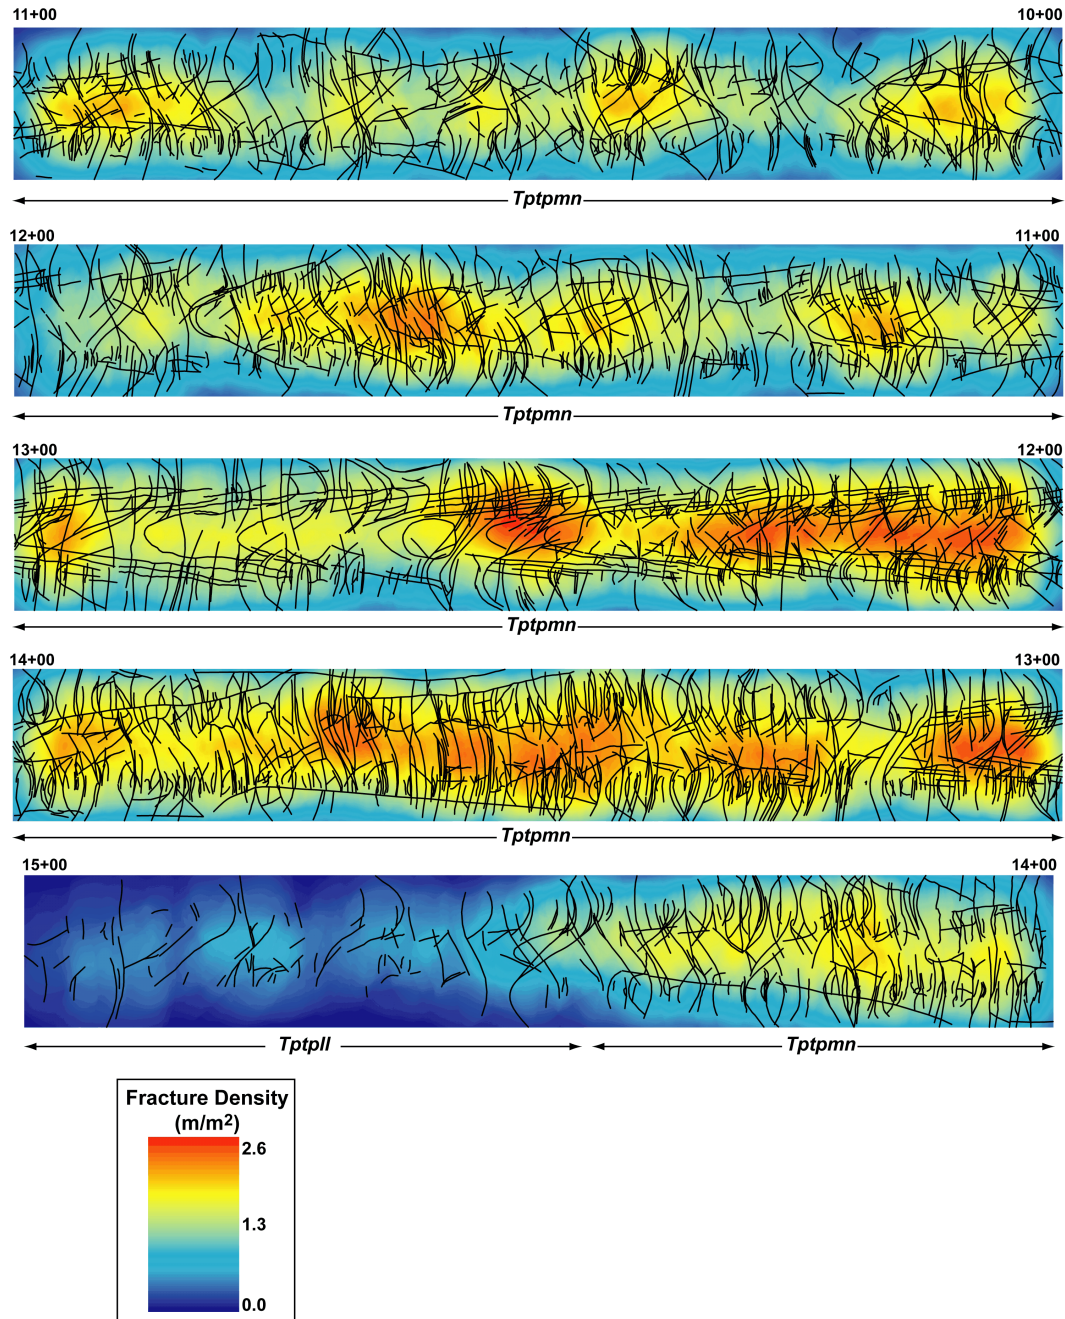 11+00 10+00
Tptpmn
12+00 11+00
Tptpmn
13+00 12+00
Tptpmn
14+00 13+00
Tptpmn
15+00 14+00
Tptpll Tptpmn
Fracture Density
(m/m2)
2.6
1.3
0.0